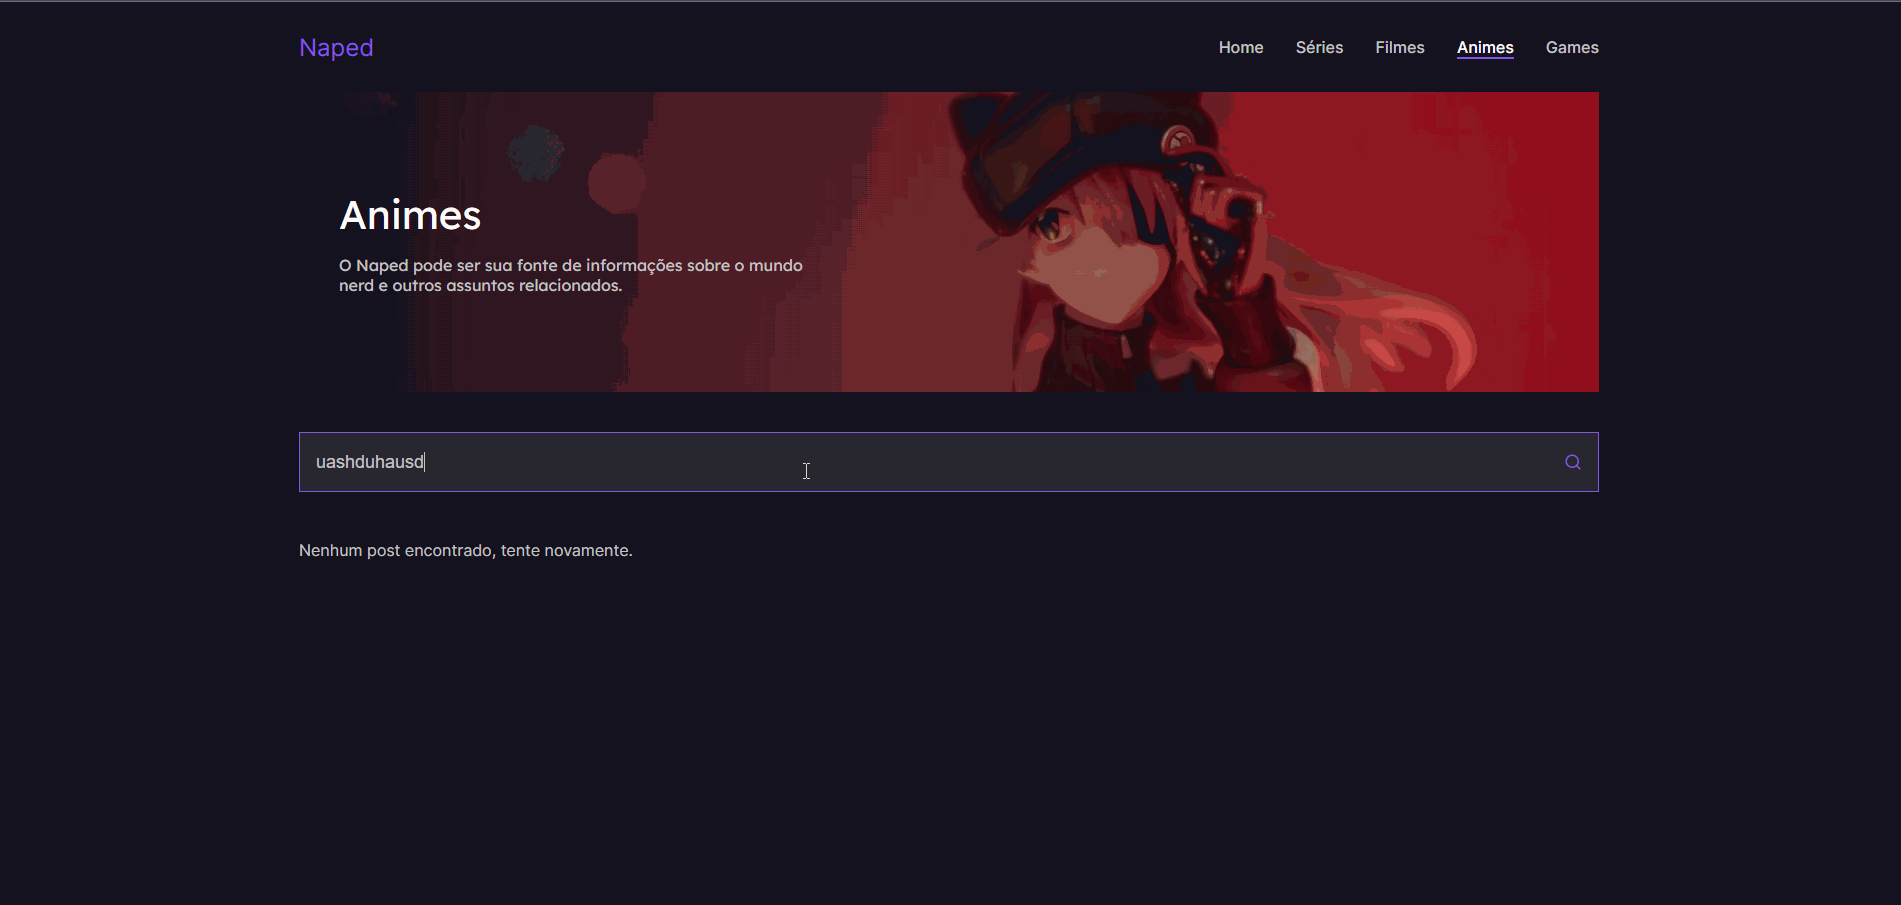 Naped
Home Séries Filmes Animes Games
Animes
O Naped pode ser sua fonte de informações sobre o mundo
nerd e outros assuntos relacionados.
uashduhausd
Nenhum post encontrado, tente novamente.